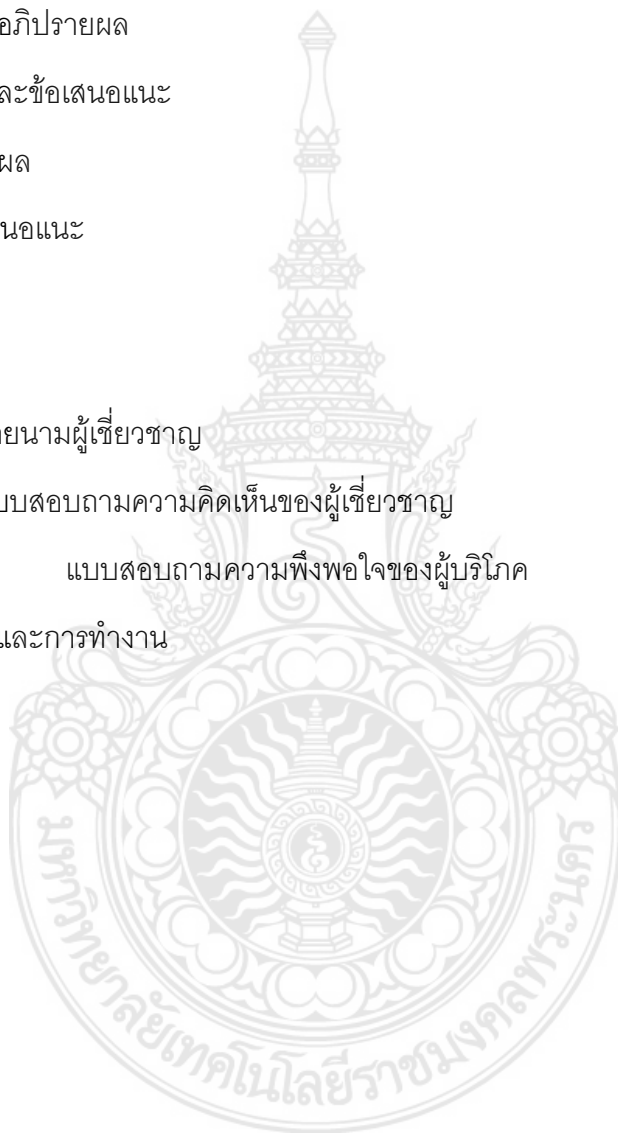 อภิปรายผล
ละข้อเสนอแนะ
ผล
นอแนะ
ายนามผู้เชี่ยวชาญ
บบสอบถามความคิดเห็นของผู้เชี่ยวชาญ
แบบสอบถามความพึงพอใจของผู้บริโภค
และการทำงาน
มหาวิทยาลัยเทคโนโลยีราชมงคลพระนคร